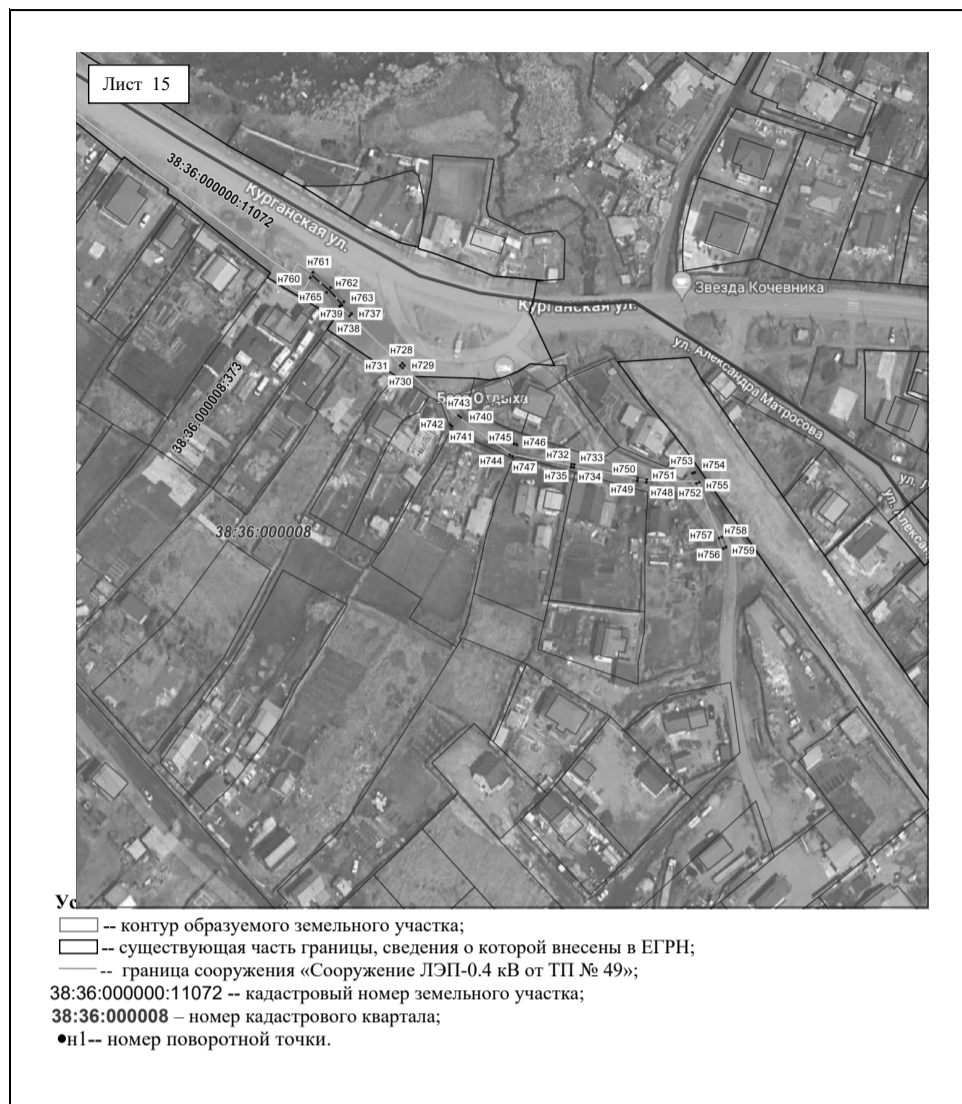 Лист 15
38:36:000000:11072
Курганская ул.
н761
н760
н762
н765
н763
н739
н737
н738
Звезда Кочевника
Курганская ул.
ул. Александра Матросова
н728
н731
н729
н730
38:36:000008:373
Отдыха
н743
н740
н742
н741
н745
н746
н744
н732
н733
н747
н735
н734
н750
н751
н753
н754
н749
н748
н752
н755
38:36:000008
н757
н758
н756
н759
ул. Л
ул. Алексан
Ус
-- контур образуемого земельного участка;
-- существующая часть границы, сведения о которой внесены в ЕГРН;
-- граница сооружения «Сооружение ЛЭП-0.4 кВ от ТП № 49»;
38:36:000000:11072 -- кадастровый номер земельного участка;
38:36:000008 – номер кадастрового квартала;
●н1-- номер поворотной точки.